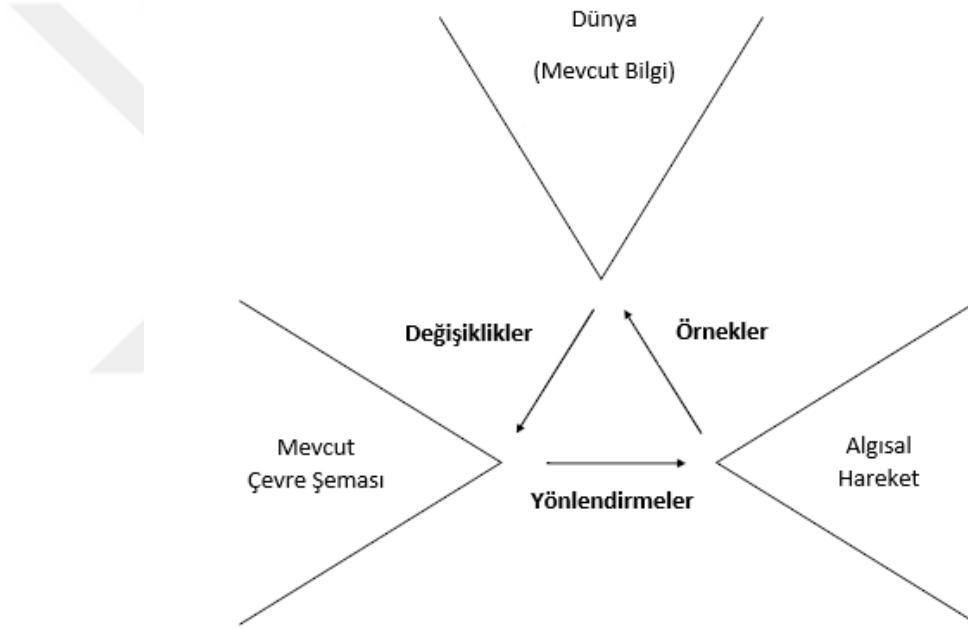 Dünya
(Mevcut Bilgi)
Değişiklikler
Örnekler
Mevcut
Çevre Şeması
Algısal
Hareket
Yönlendirmeler